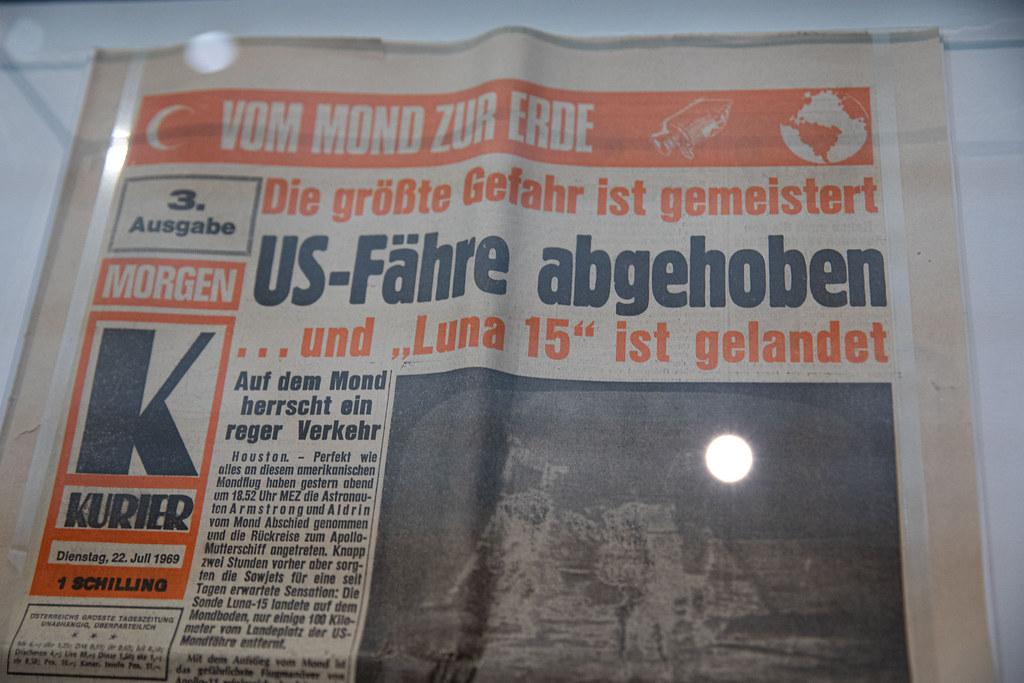 VOM MOND ZUR ERDE
3.
Ausgabe
Die größte Gefahr ist gemeistert
MORGEN
US-Fähre abgehoben
... und „Luna 15“ ist gelandet
K
KURIER
Dienstag, 22. Juli 1969
1 SCHILLING
ÖSTERREICHS GRÖSSTE TAGESZEITUNG
UNABHÄNGIG, ÜBERPARTEILICH
Auf dem Mond
herrscht ein
reger Verkehr
Houston. – Perfekt wie
alles an diesem amerikanischen
Mondflug haben gestern abend
um 18.52 Uhr MEZ die Astronau-
ten Armstrong und Aldrin
vom Mond Abschied genommen
und die Rückreise zum Apollo-
Mutterschiff angetreten. Knapp
zwei Stunden vorher aber sorg-
ten die Sowjets für eine seit
Tagen erwartete Sensation: Die
Sonde Luna-15 landete auf dem
Mondboden, nur einige 100 Kilo-
meter vom Landeplatz der US-
Mondfähre entfernt.
Mit dem Aufstieg vom Mond ist
das gefährlichste Flugmanöver von